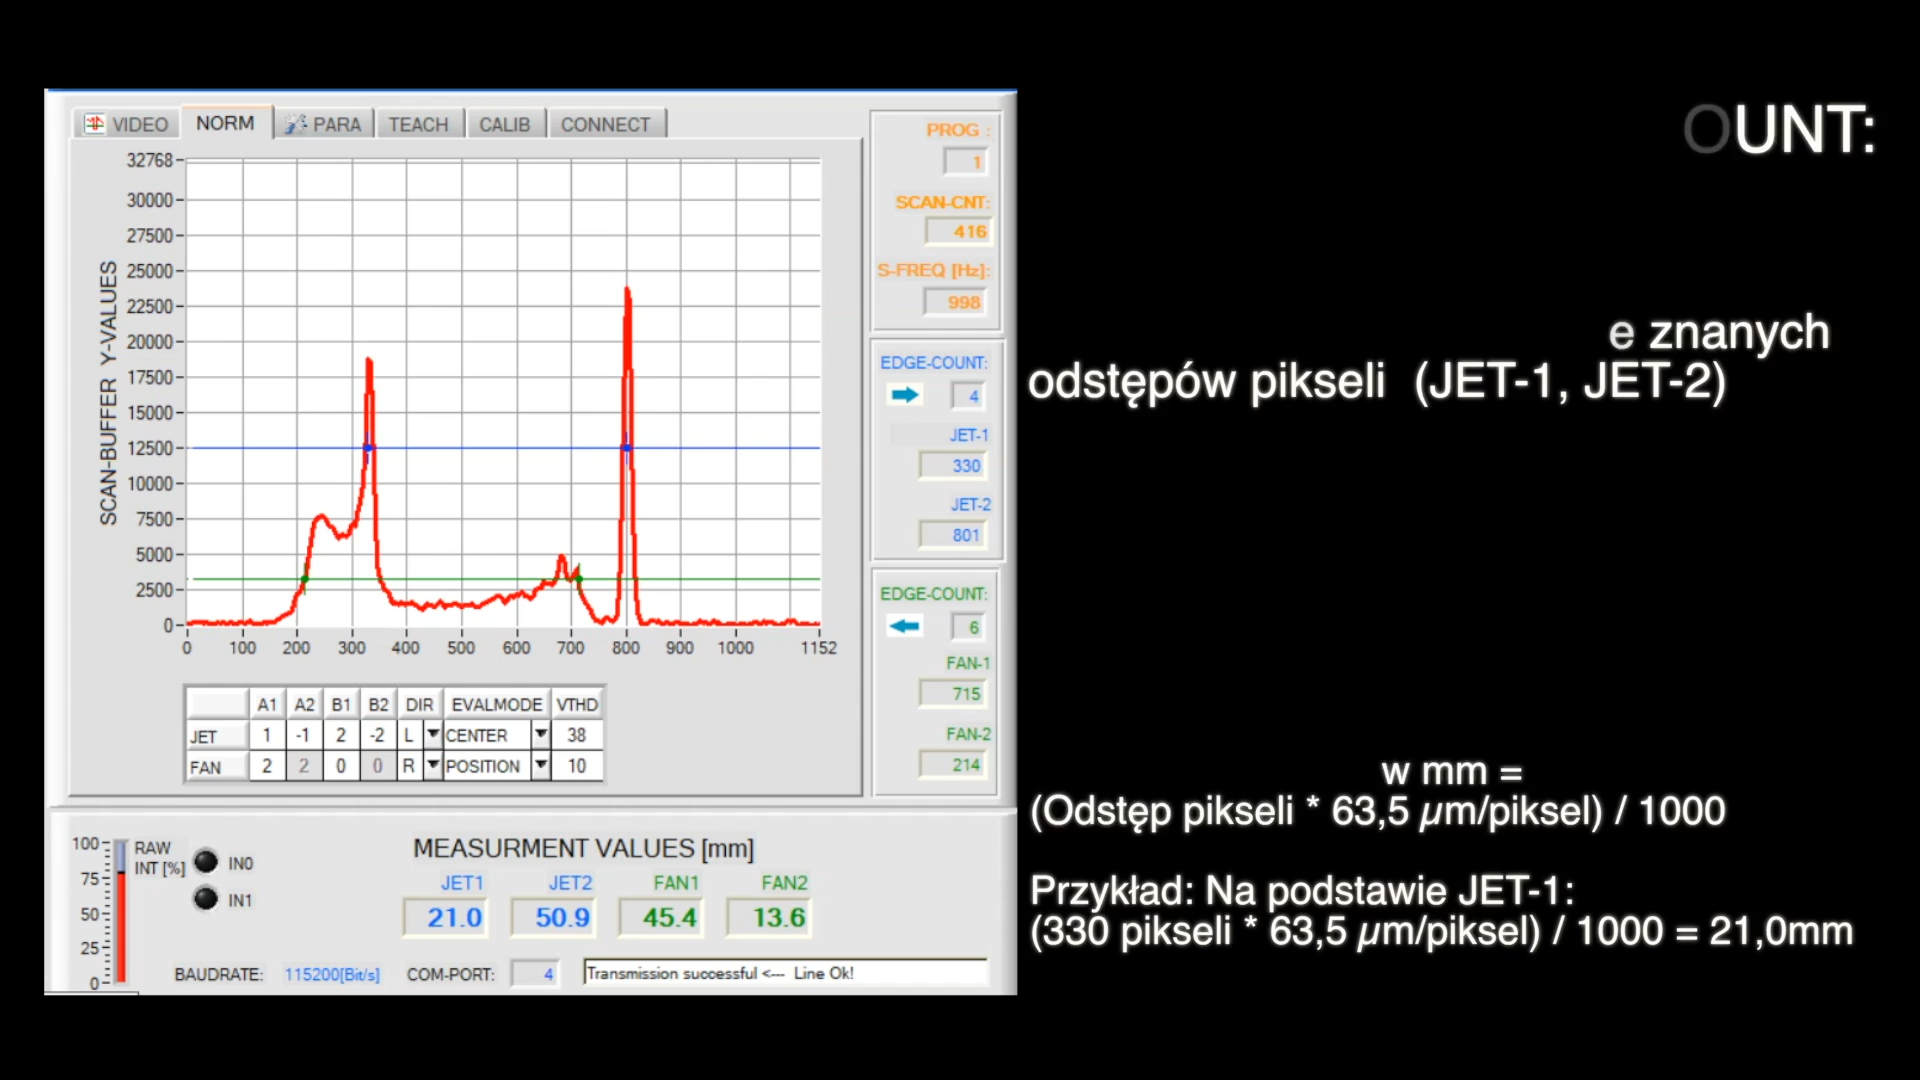 VIDEO NORM PARA TEACH CALIB CONNECT
SCAN-BUFFER Y-VALUES
32768
30000
27500
25000
22500
20000
17500
15000
12500
10000
7500
5000
2500
0
0 100 200 300 400 500 600 700 800 900 1000 1152
A1 A2 B1 B2 DIR EVALMODE VTHD
JET 1 -1 2 -2 L CENTER 38
FAN 2 2 0 0 R POSITION 10
PROG :
1
SCAN-CNT:
416
S-FREQ [Hz]:
998
EDGE-COUNT:
4
JET-1
330
JET-2
801
EDGE-COUNT:
6
FAN-1
715
FAN-2
214
100
75
50
25
0
RAW
INT [%]
IN0
IN1
MEASURMENT VALUES [mm]
JET1 JET2 FAN1 FAN2
21.0 50.9 45.4 13.6
BAUDRATE: 115200[Bit/s] COM-PORT: 4 Transmission successful <--- Line Ok!
OUNT:
e znanych
odstępów pikseli (JET-1, JET-2)
w mm =
(Odstęp pikseli * 63,5 µm/piksel) / 1000
Przykład: Na podstawie JET-1:
(330 pikseli * 63,5 µm/piksel) / 1000 = 21,0mm